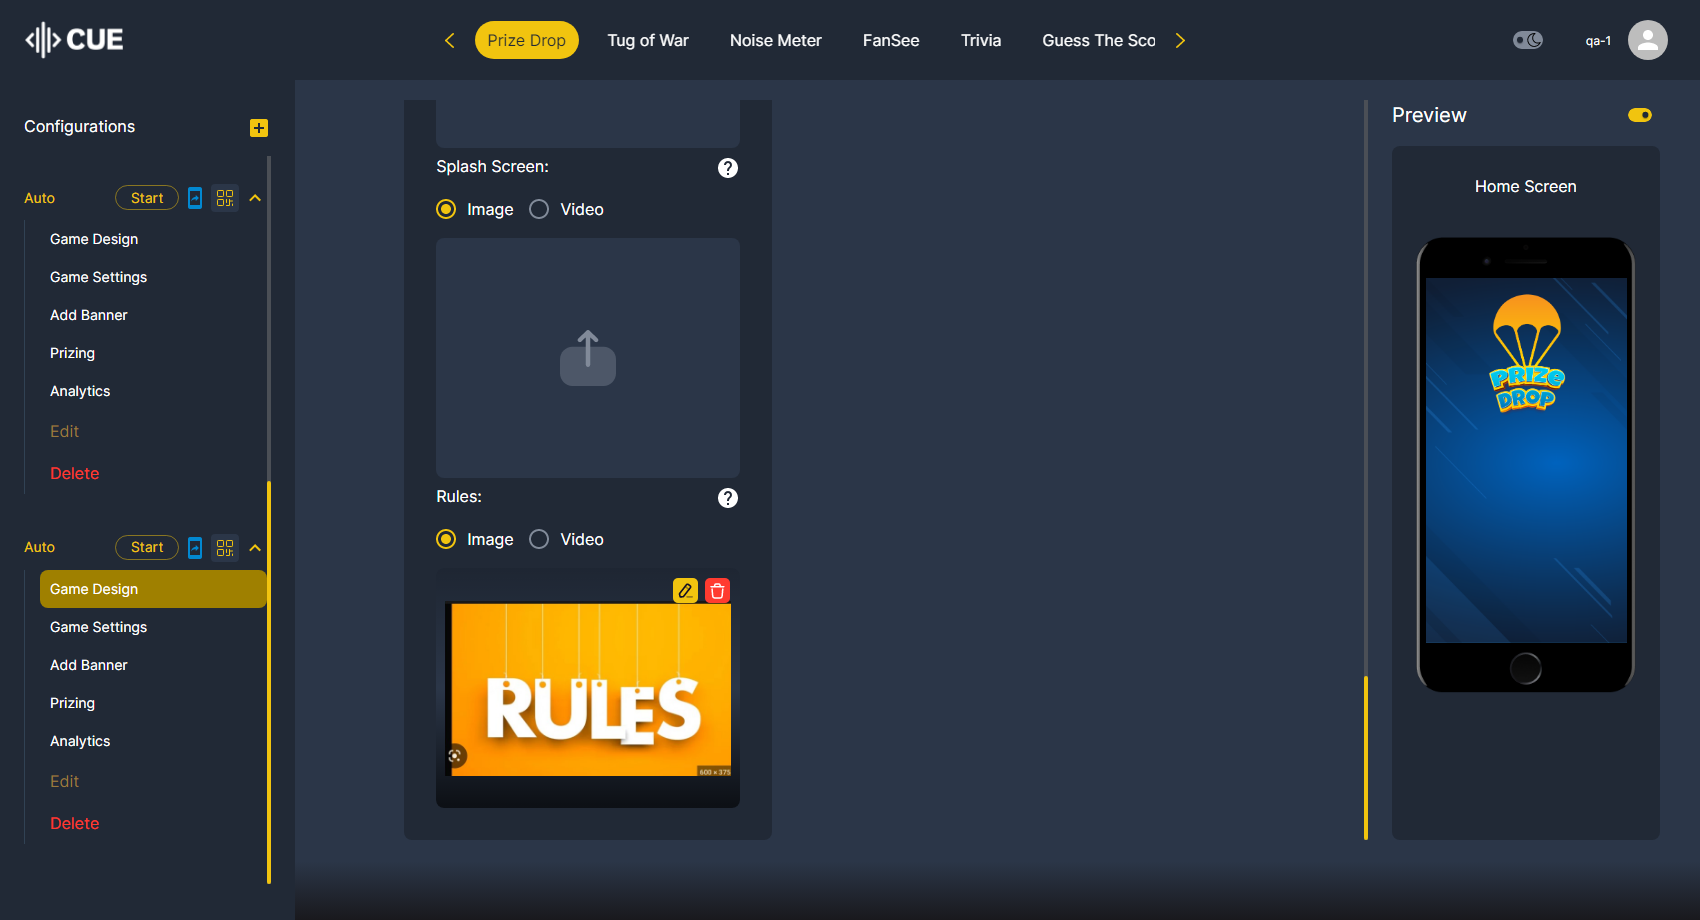 CUE
Prize Drop
Tug of War
Noise Meter
FanSee
Trivia
Guess The Sco
qa-1
Configurations
Auto
Start
Game Design
Game Settings
Add Banner
Prizing
Analytics
Edit
Delete
Auto
Start
Game Design
Game Settings
Add Banner
Prizing
Analytics
Edit
Delete
Splash Screen:
?
Image
Video
Rules:
?
Image
Video
RULES
600 × 375
Preview
Home Screen
PRIZE
DROP